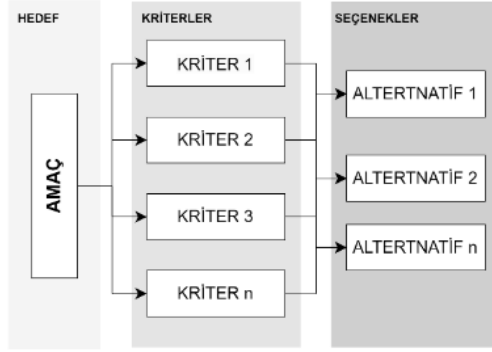 HEDEF
KRİTERLER
SEÇENEKLER
AMAÇ
KRİTER 1
KRİTER 2
KRİTER 3
KRİTER n
ALTERTNATİF 1
ALTERTNATİF 2
ALTERTNATİF n